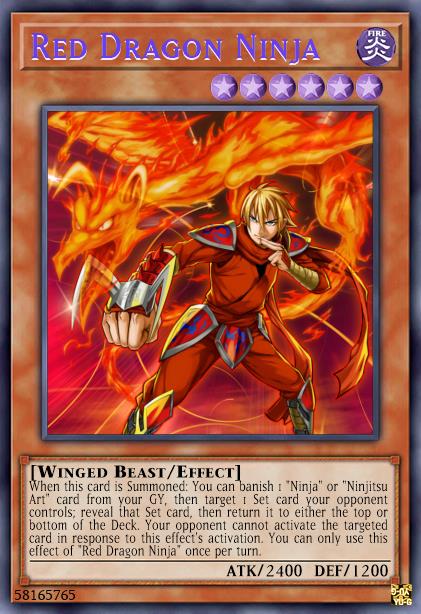 Red Dragon Ninja
FIRE
炎
[Winged Beast/Effect]
When this card is Summoned: You can banish 1 "Ninja" or "Ninjitsu
Art" card from your GY, then target 1 Set card your opponent
controls; reveal that Set card, then return it to either the top or
bottom of the Deck. Your opponent cannot activate the targeted
card in response to this effect's activation. You can only use this
effect of "Red Dragon Ninja" once per turn.
ATK/2400 DEF/1200
58165765